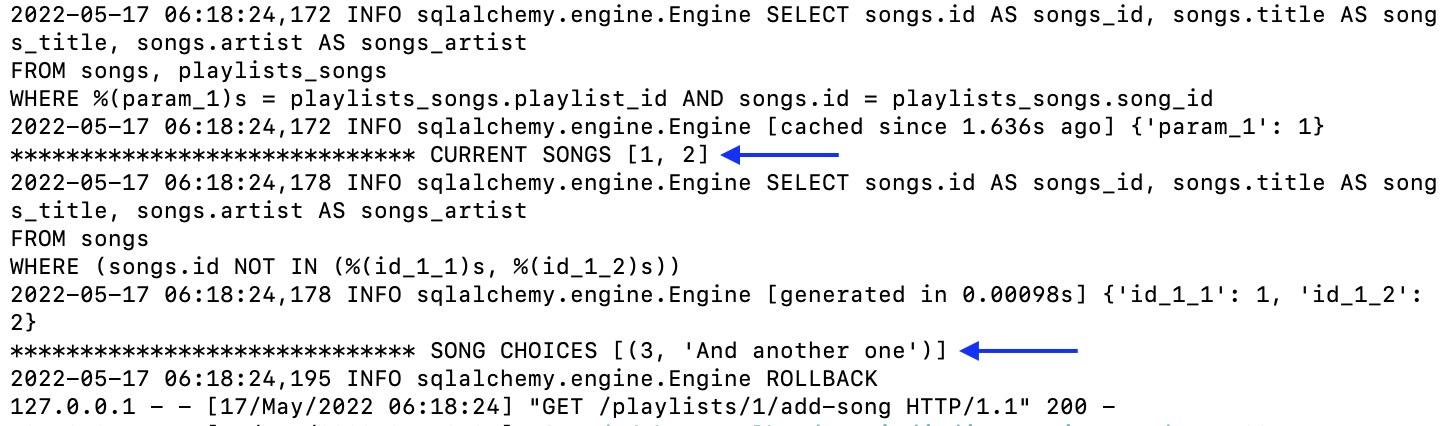 2022-05-17 06:18:24,172 INFO sqlalchemy.engine.Engine SELECT songs.id AS songs_id, songs.title AS song
s_title, songs.artist AS songs_artist
FROM songs, playlists_songs
WHERE %(param_1)s = playlists_songs.playlist_id AND songs.id = playlists_songs.song_id
2022-05-17 06:18:24,172 INFO sqlalchemy.engine.Engine [cached since 1.636s ago] {'param_1': 1}
***************************** CURRENT SONGS [1, 2]
2022-05-17 06:18:24,178 INFO sqlalchemy.engine.Engine SELECT songs.id AS songs_id, songs.title AS song
s_title, songs.artist AS songs_artist
FROM songs
WHERE (songs.id NOT IN (%(id_1_1)s, %(id_1_2)s))
2022-05-17 06:18:24,178 INFO sqlalchemy.engine.Engine [generated in 0.00098s] {'id_1_1': 1, 'id_1_2':
2}
***************************** SONG CHOICES [(3, 'And another one')]
2022-05-17 06:18:24,195 INFO sqlalchemy.engine.Engine ROLLBACK
127.0.0.1 - - [17/May/2022 06:18:24] "GET /playlists/1/add-song HTTP/1.1" 200 -